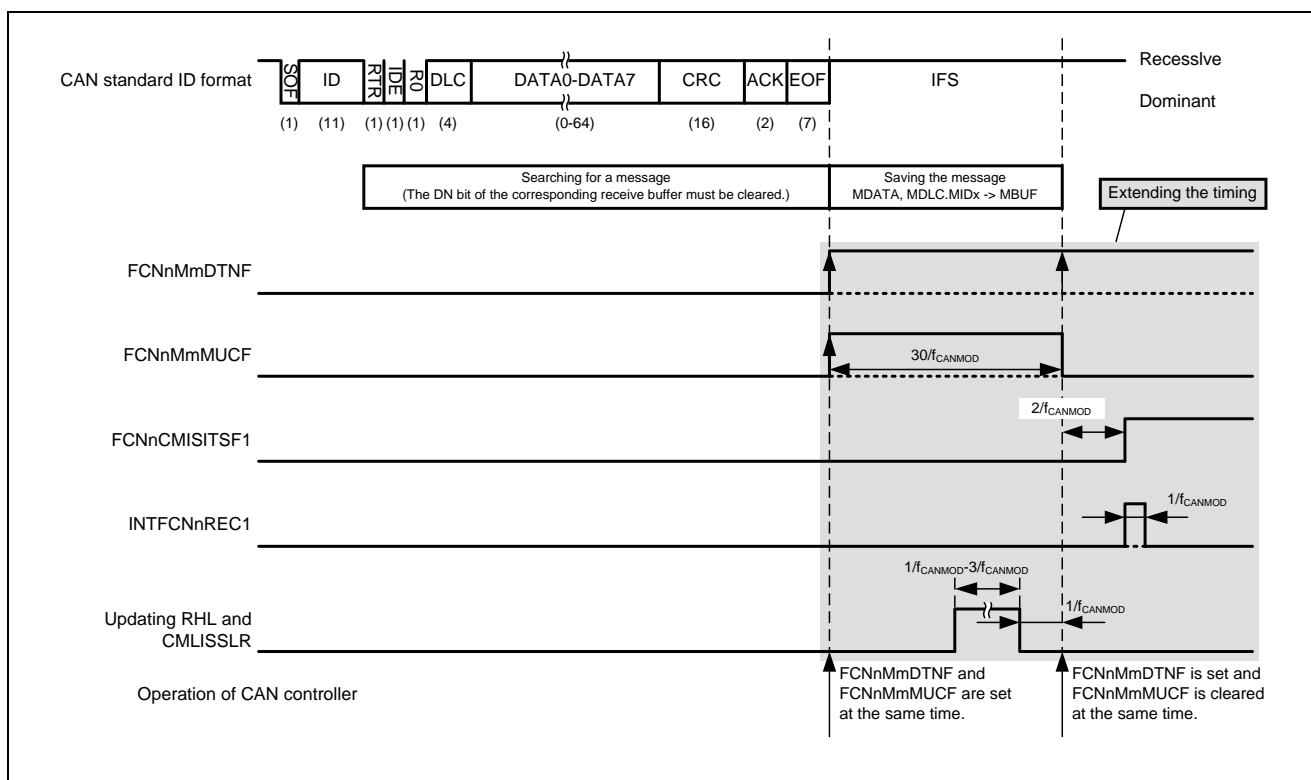 Recesslve
CAN standard ID format
SOF
ID
RTR
IDE
R0
DLC
DATA0-DATA7
CRC
ACK
EOF
IFS
Dominant
(1)
(11)
(1)
(1)
(1)
(4)
(0-64)
(16)
(2)
(7)
Searching for a message
(The DN bit of the corresponding receive buffer must be cleared.)
Saving the message
MDATA, MDLC.MIDx -> MBUF
Extending the timing
FCNnMmDTNF
FCNnMmMUCF
30/fCANMOD
2/fCANMOD
FCNnCMISITSF1
1/fCANMOD
INTFCNnREC1
1/fCANMOD-3/fCANMOD
1/fCANMOD
Updating RHL and
CMLISSLR
Operation of CAN controller
FCNnMmDTNF and
FCNnMmMUCF are set
at the same time.
FCNnMmDTNF is set and
FCNnMmMUCF is cleared
at the same time.